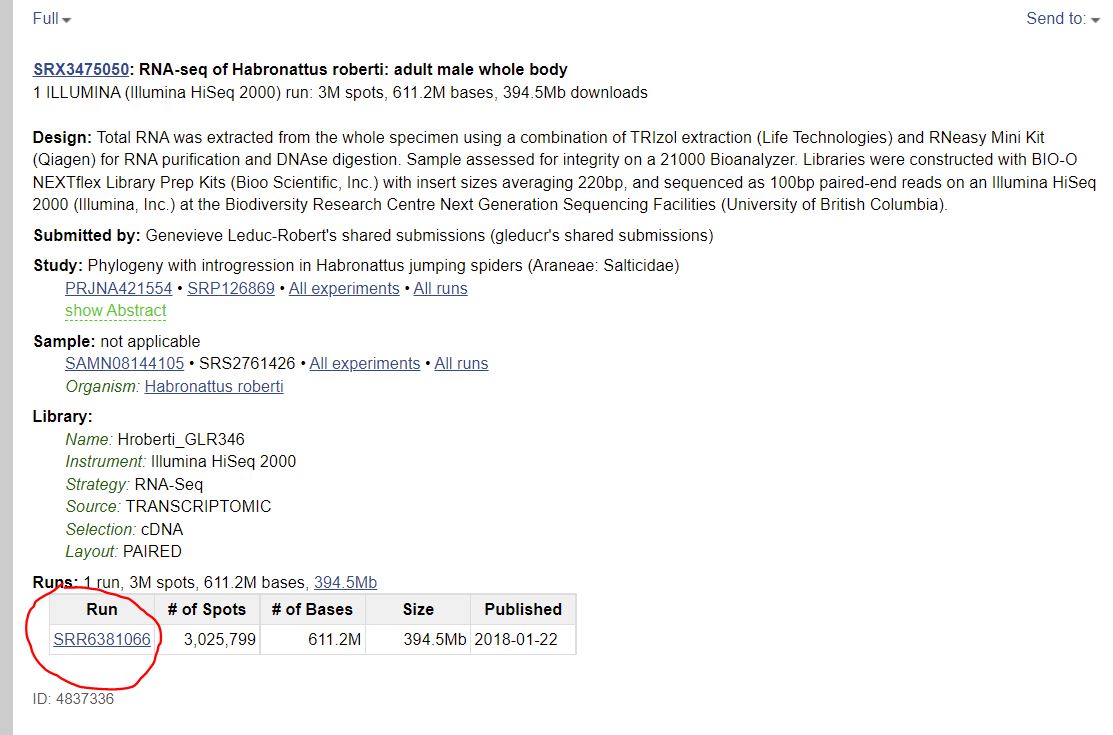 Full
Send to:
SRX3475050: RNA-seq of Habronattus roberti: adult male whole body
1 ILLUMINA (Illumina HiSeq 2000) run: 3M spots, 611.2M bases, 394.5Mb downloads
Design: Total RNA was extracted from the whole specimen using a combination of TRIzol extraction (Life Technologies) and RNeasy Mini Kit
(Qiagen) for RNA purification and DNAse digestion. Sample assessed for integrity on a 21000 Bioanalyzer. Libraries were constructed with BIO-O
NEXTflex Library Prep Kits (Bioo Scientific, Inc.) with insert sizes averaging 220bp, and sequenced as 100bp paired-end reads on an Illumina HiSeq
2000 (Illumina, Inc.) at the Biodiversity Research Centre Next Generation Sequencing Facilities (University of British Columbia).
Submitted by: Genevieve Leduc-Robert's shared submissions (gleducr's shared submissions)
Study: Phylogeny with introgression in Habronattus jumping spiders (Araneae: Salticidae)
PRJNA421554 • SRP126869 • All experiments • All runs
show Abstract
Sample: not applicable
SAMN08144105 • SRS2761426 • All experiments • All runs
Organism: Habronattus roberti
Library:
Name: Hroberti_GLR346
Instrument: Illumina HiSeq 2000
Strategy: RNA-Seq
Source: TRANSCRIPTOMIC
Selection: cDNA
Layout: PAIRED
Runs: 1 run, 3M spots, 611.2M bases, 394.5Mb
Run # of Spots # of Bases Size Published
SRR6381066 3,025,799 611.2M 394.5Mb 2018-01-22
ID: 4837336